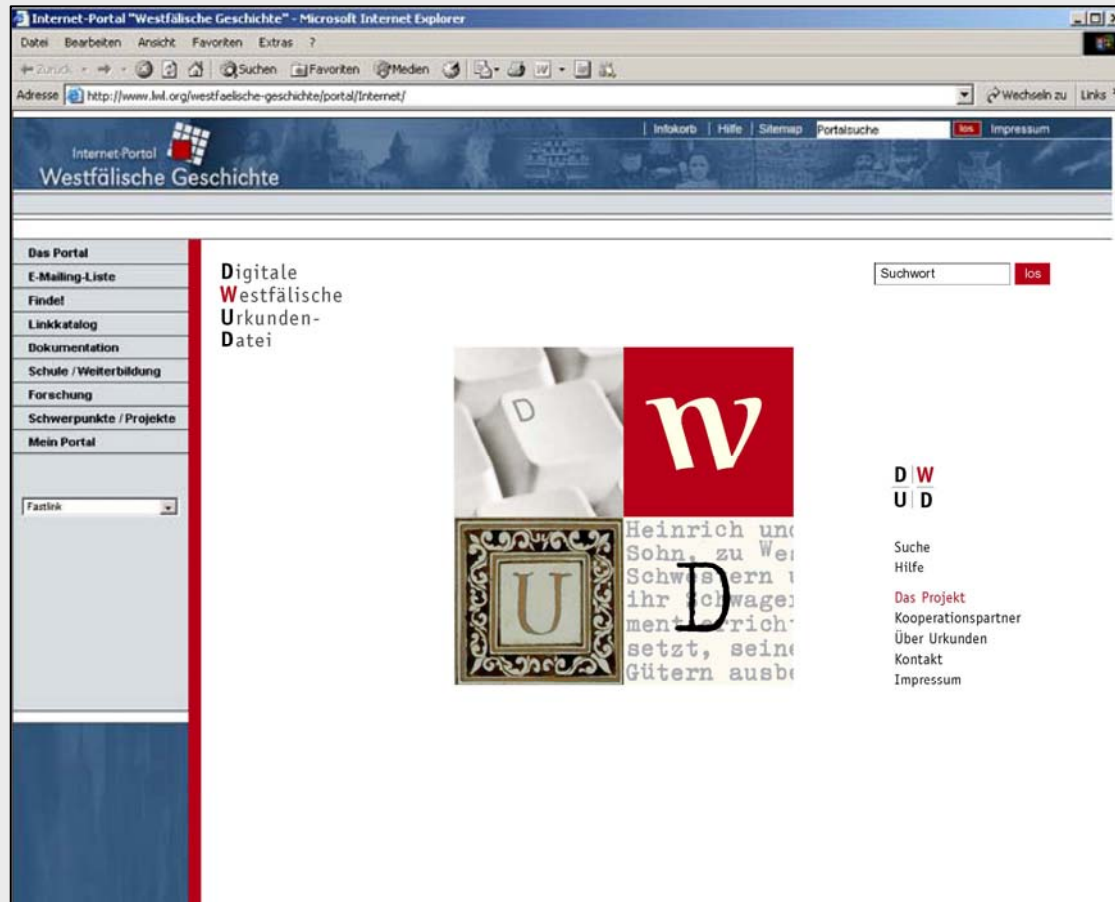 Internet-Portal "Westfälische Geschichte" - Microsoft Internet Explorer
Datei Bearbeiten Ansicht Favoriten Extras ?
Zurück Suchen Favoriten Medien
Adresse http://www.lwl.org/westfaelische-geschichte/portal/Internet/ Wechseln zu Links
Infokorb | Hilfe | Sitemap Portalsuche los Impressum
Internet-Portal
Westfälische Geschichte
Das Portal
E-Mailing-Liste
Finde!
Linkkatalog
Dokumentation
Schule / Weiterbildung
Forschung
Schwerpunkte / Projekte
Mein Portal
Fastlink
Digitale
Westfälische
Urkunden-
Datei
Suchwort los
D
w
U
Heinrich und
Sohn, zu Wes
Schwestern
ihr Schwager
setzt, seine
Gütern ausbe
D
D W
U D
Suche
Hilfe
Das Projekt
Kooperationspartner
Über Urkunden
Kontakt
Impressum